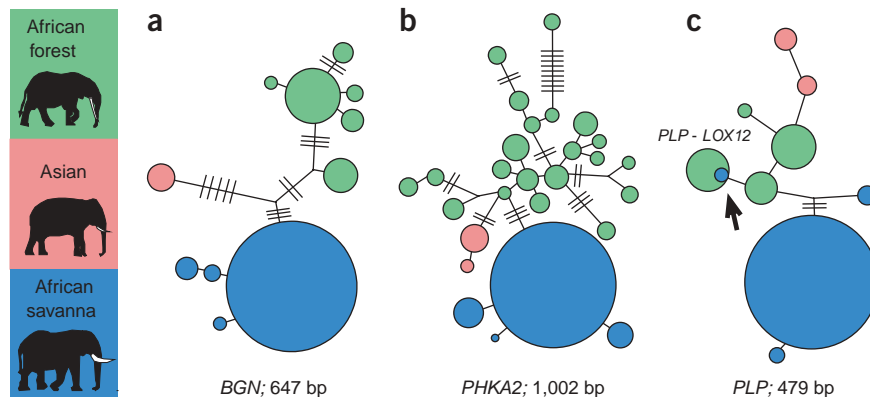 African
forest
Asian
African
savanna
a
b
c
PLP - LOX12
BGN; 647 bp
PHKA2; 1,002 bp
PLP; 479 bp